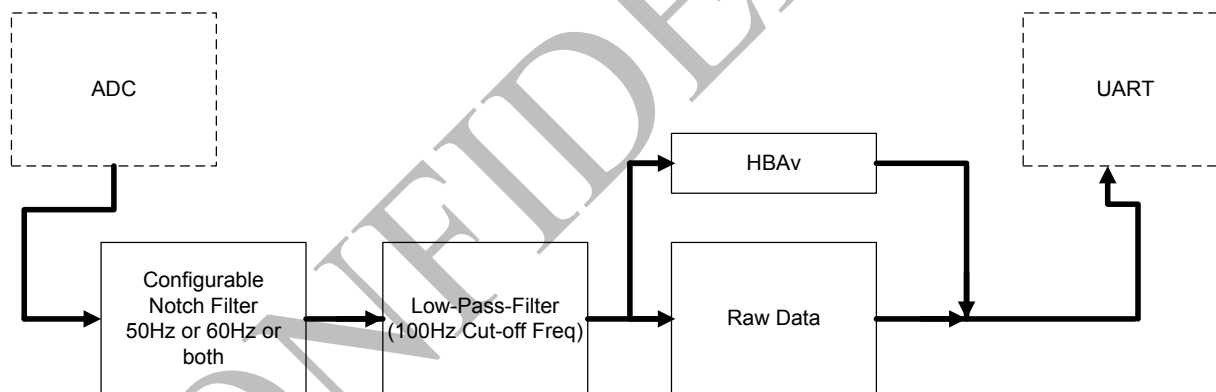 ADC
UART
HBAv
Configurable
Notch Filter
50Hz or 60Hz or
both
Low-Pass-Filter
(100Hz Cut-off Freq)
Raw Data